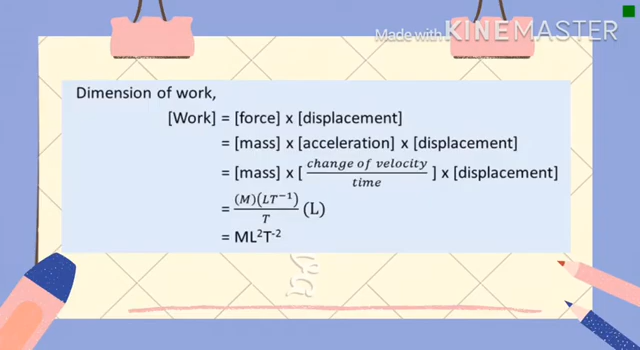 Made with KINEMASTER
Dimension of work,
[Work] = [force] x [displacement]
= [mass] x [acceleration] x [displacement]
= [mass] x [ change of velocity / time ] x [displacement]
= (M)(LT⁻¹) / T (L)
= ML²T⁻²